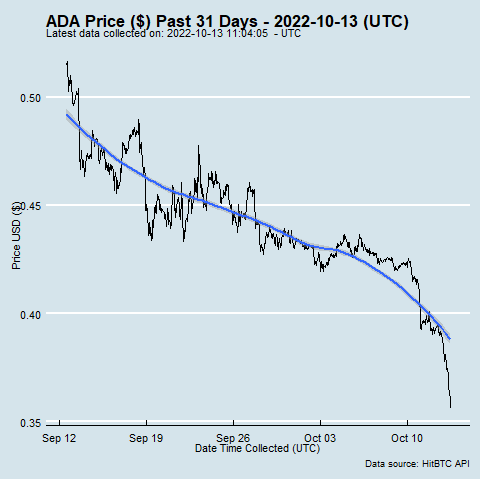 ADA Price ($) Past 31 Days - 2022-10-13 (UTC)
Latest data collected on: 2022-10-13 11:04:05 - UTC
Price USD ($)
0.50
0.45
0.40
0.35
Sep 12 Sep 19 Sep 26 Oct 03 Oct 10
Date Time Collected (UTC)
Data source: HitBTC API